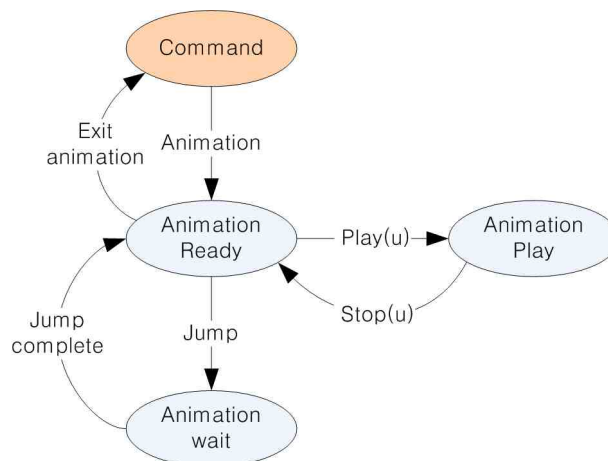 Command
Exit
animation
Animation
Animation
Ready
Play(u)
Animation
Play
Stop(u)
Jump
complete
Jump
Animation
wait